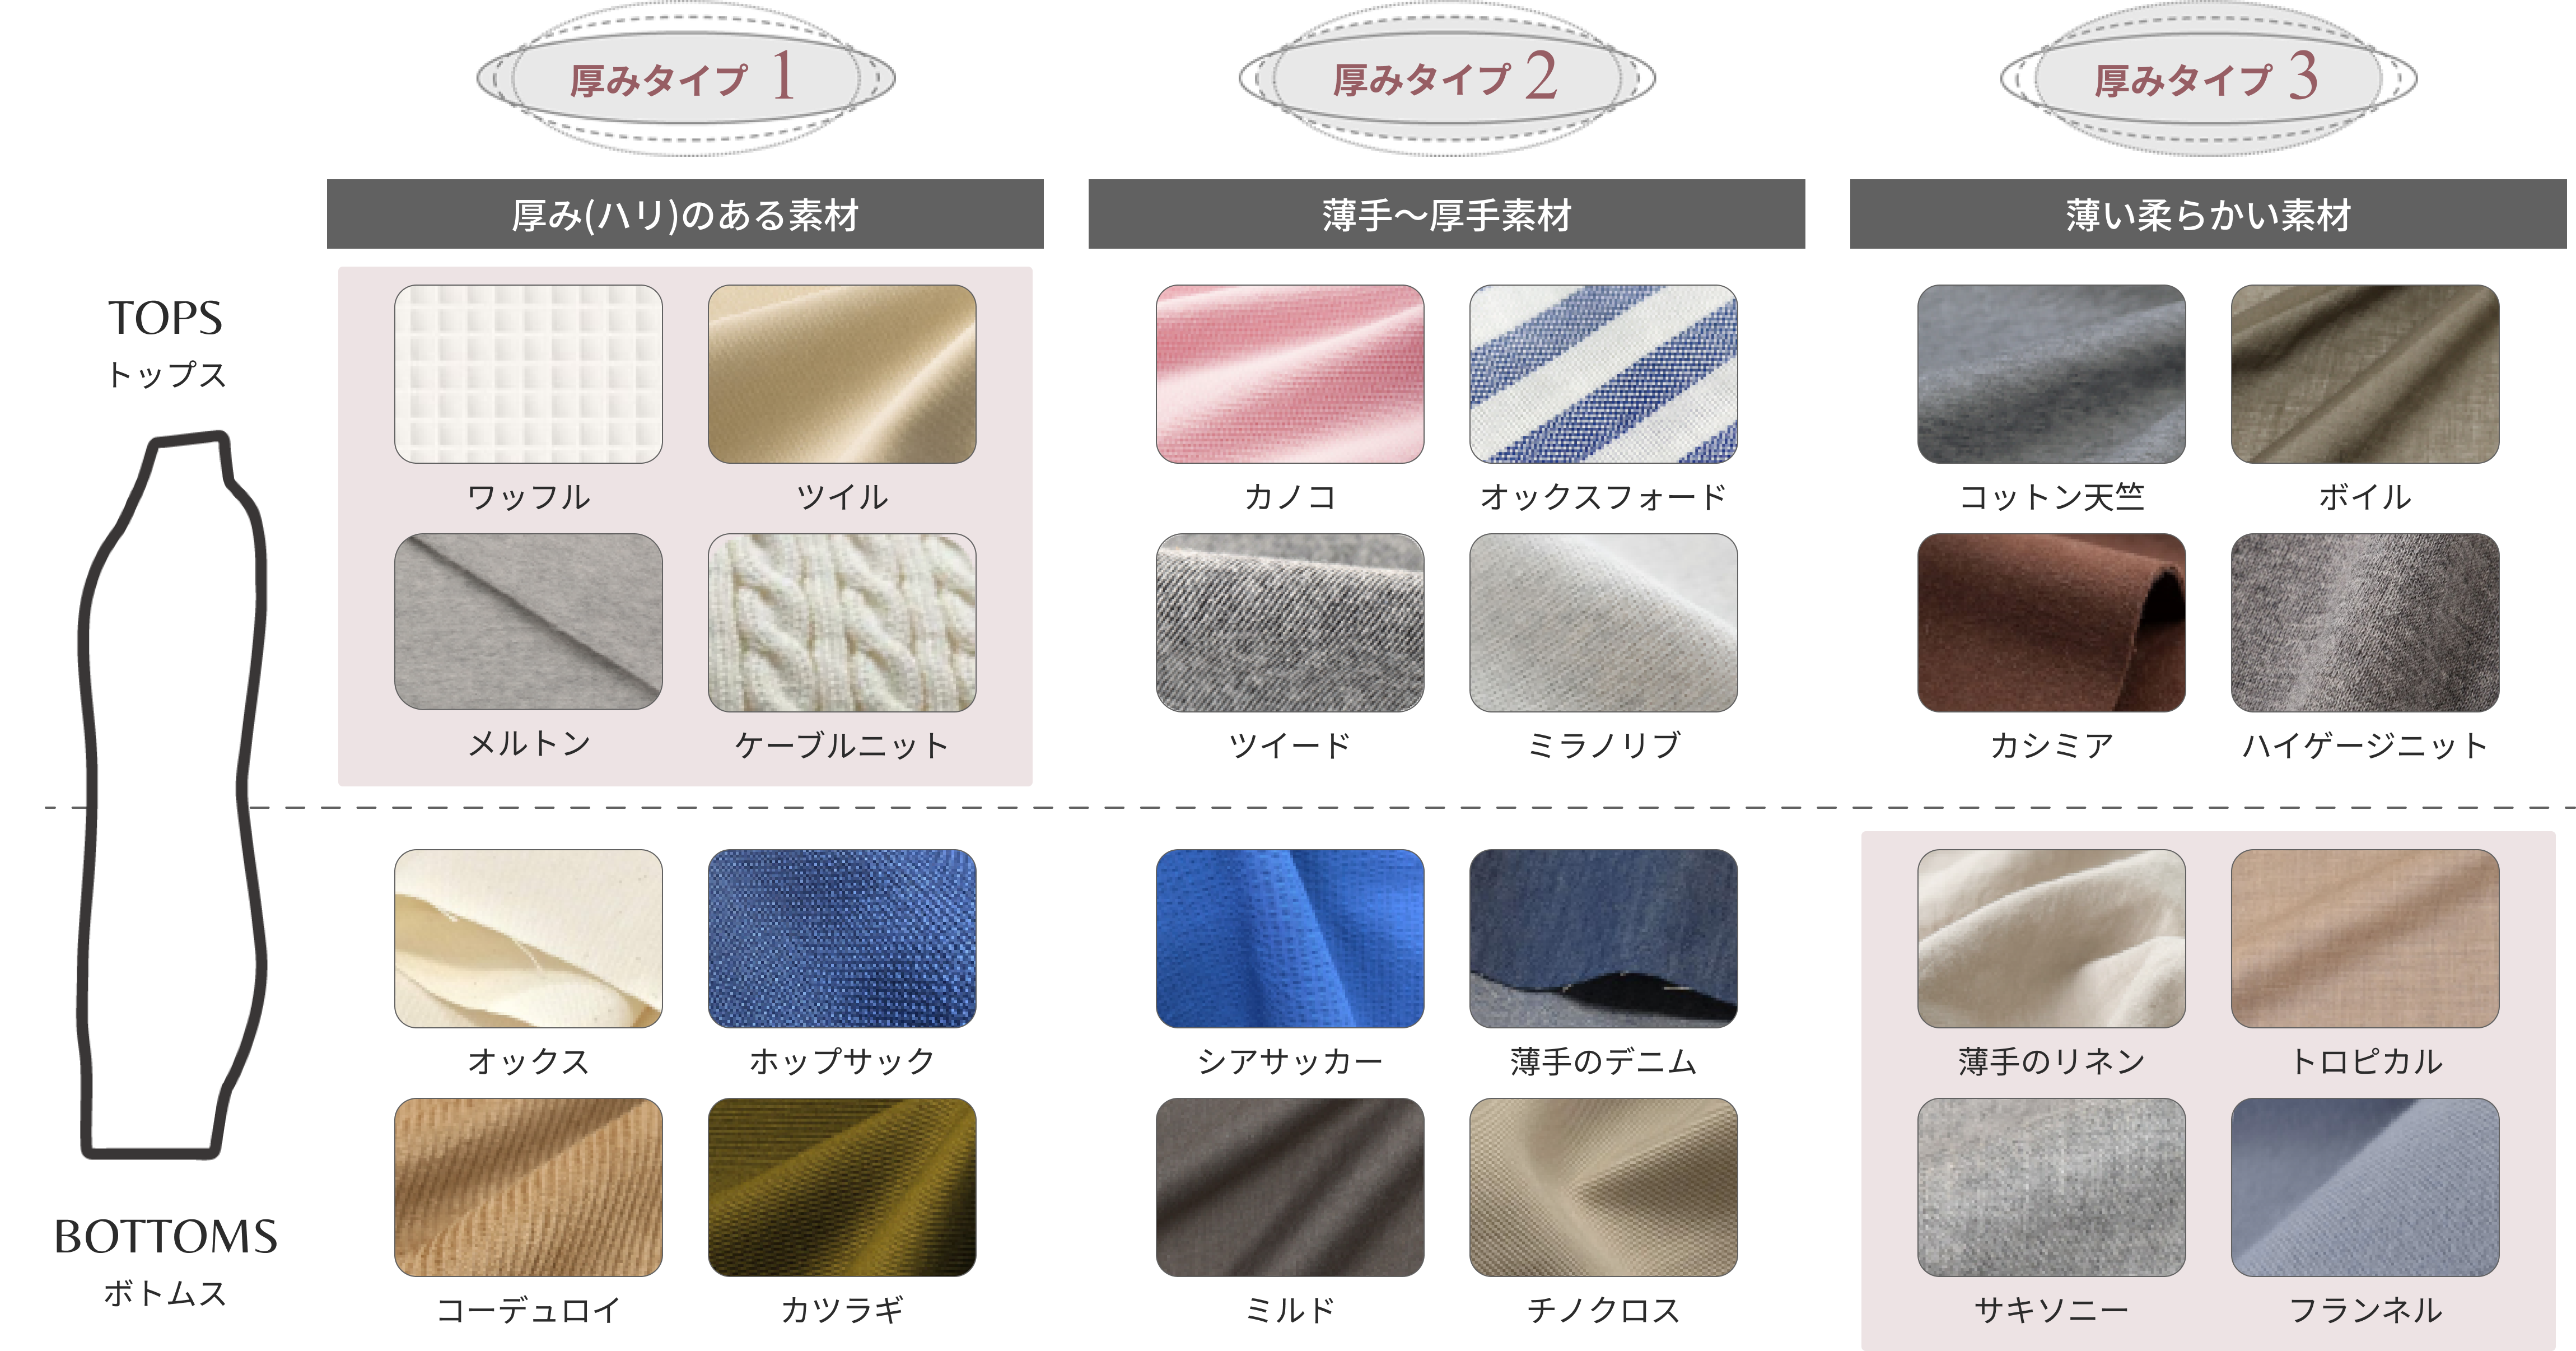 厚みタイプ 1
厚みタイプ 2
厚みタイプ 3
厚み(ハリ)のある素材
薄手～厚手素材
薄い柔らかい素材
TOPS
トップス
ワッフル
ツイル
カノコ
オックスフォード
コットン天竺
ボイル
メルトン
ケーブルニット
ツイード
ミラノリブ
カシミア
ハイゲージニット
オックス
ホップサック
シアサッカー
薄手のデニム
薄手のリネン
トロピカル
BOTTOMS
ボトムス
コーデュロイ
カツラギ
ミルド
チノクロス
サキソニー
フランネル